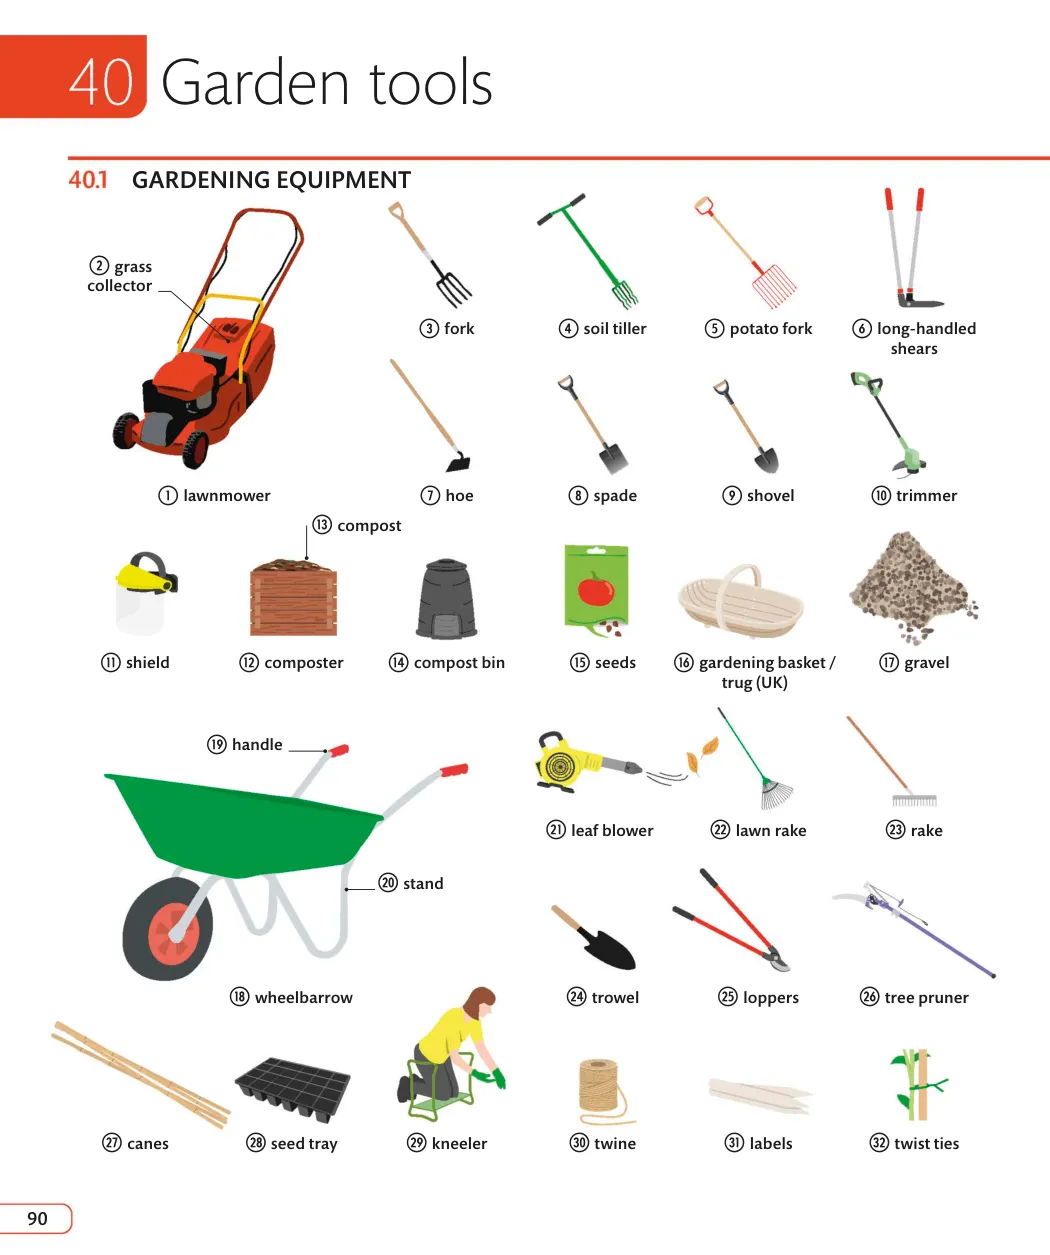 40 Garden tools
40.1 GARDENING EQUIPMENT
② grass
collector
③ fork
④ soil tiller
⑤ potato fork
⑥ long-handled
shears
① lawnmower
⑦ hoe
⑧ spade
⑨ shovel
⑩ trimmer
⑬ compost
⑪ shield
⑫ composter
⑭ compost bin
⑮ seeds
⑯ gardening basket /
trug (UK)
⑰ gravel
⑲ handle
㉑ leaf blower
㉒ lawn rake
㉓ rake
⑳ stand
⑱ wheelbarrow
㉔ trowel
㉕ loppers
㉖ tree pruner
㉗ canes
㉘ seed tray
㉙ kneeler
㉚ twine
㉛ labels
㉜ twist ties
90